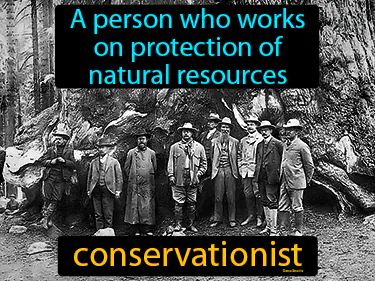 A person who works
on protection of
natural resources
conservationist